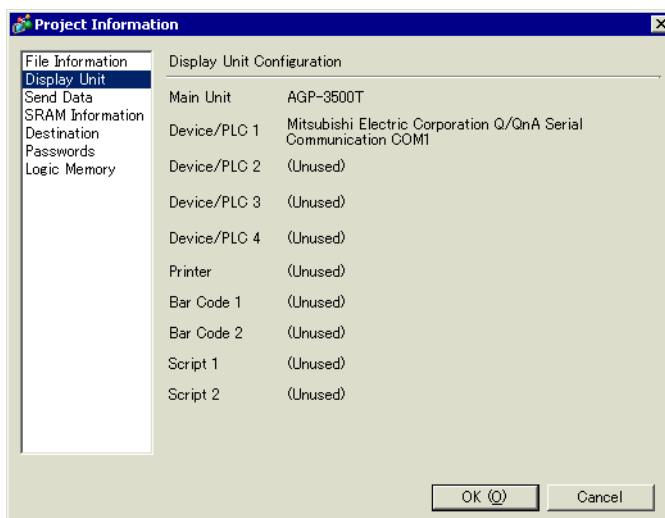 Project Information
File Information
Display Unit
Send Data
SRAM Information
Destination
Passwords
Logic Memory
Display Unit Configuration
Main Unit AGP-3500T
Device/PLC 1 Mitsubishi Electric Corporation Q/QnA Serial
Communication COM1
Device/PLC 2 (Unused)
Device/PLC 3 (Unused)
Device/PLC 4 (Unused)
Printer (Unused)
Bar Code 1 (Unused)
Bar Code 2 (Unused)
Script 1 (Unused)
Script 2 (Unused)
OK (O) Cancel